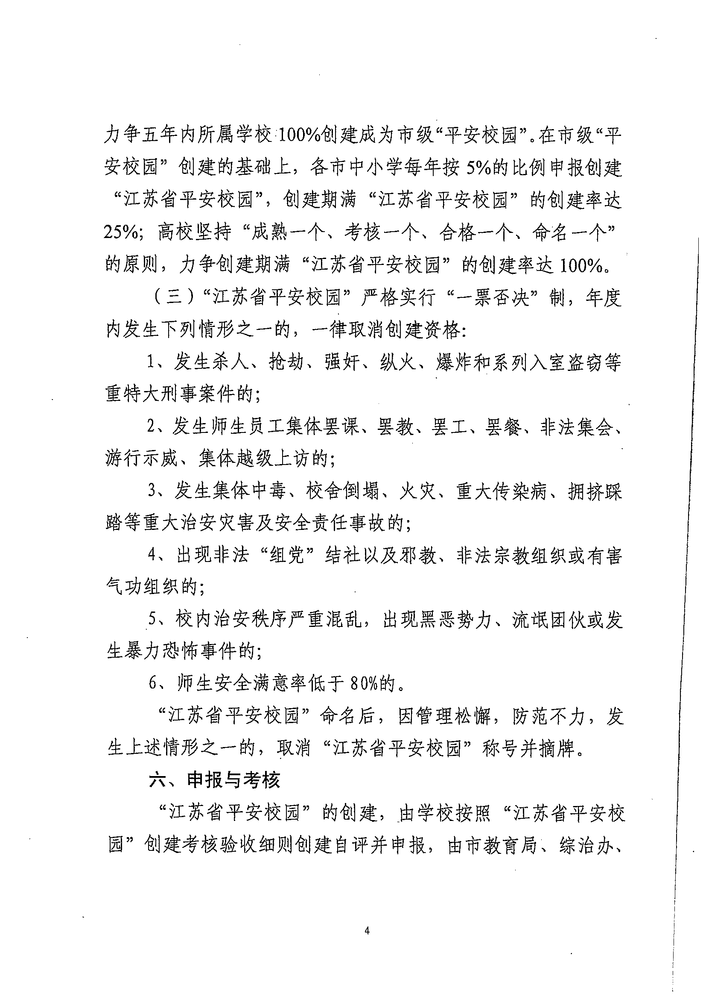 力争五年内所属学校100%创建成为市级“平安校园”。在市级“平
安校园”创建的基础上，各市中小学每年按5%的比例申报创建
“江苏省平安校园”，创建期满“江苏省平安校园”的创建率达
25%；高校坚持“成熟一个、考核一个、合格一个、命名一个”
的原则，力争创建期满“江苏省平安校园”的创建率达100%。
（三）“江苏省平安校园”严格实行“一票否决”制，年度
内发生下列情形之一的，一律取消创建资格：
1、发生杀人、抢劫、强奸、纵火、爆炸和系列入室盗窃等
重特大刑事案件的；
2、发生师生员工集体罢课、罢教、罢工、罢餐、非法集会、
游行示威、集体越级上访的；
3、发生集体中毒、校舍倒塌、火灾、重大传染病、拥挤踩
踏等重大治安灾害及安全责任事故的；
4、出现非法“组党”结社以及邪教、非法宗教组织或有害
气功组织的；
5、校内治安秩序严重混乱，出现黑恶势力、流氓团伙或发
生暴力恐怖事件的；
6、师生安全满意率低于80%的。
“江苏省平安校园”命名后，因管理松懈，防范不力，发
生上述情形之一的，取消“江苏省平安校园”称号并摘牌。
六、申报与考核
“江苏省平安校园”的创建，由学校按照“江苏省平安校
园”创建考核验收细则创建自评并申报，由市教育局、综治办、
4